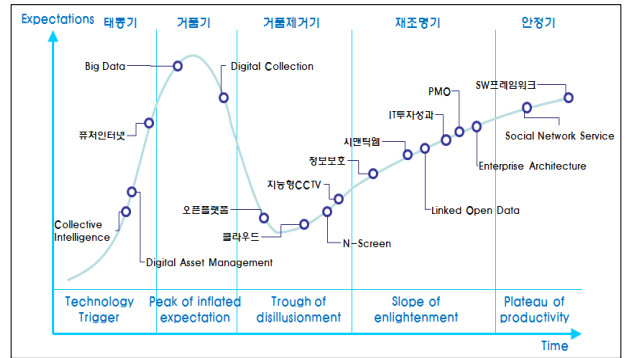 Expectations
태동기
거품기
거품제거기
재조명기
안정기
Big Data
Digital Collection
PMO
SW프레임워크
IT투자성과
퓨처인터넷
시맨틱웹
Social Network Service
정보보호
Enterprise Architecture
지능형CCTV
오픈플랫폼
Linked Open Data
Collective
Intelligence
클라우드
N-Screen
Digital Asset Management
Technology
Trigger
Peak of inflated
expectation
Trough of
disillusionment
Slope of
enlightenment
Plateau of
productivity
Time